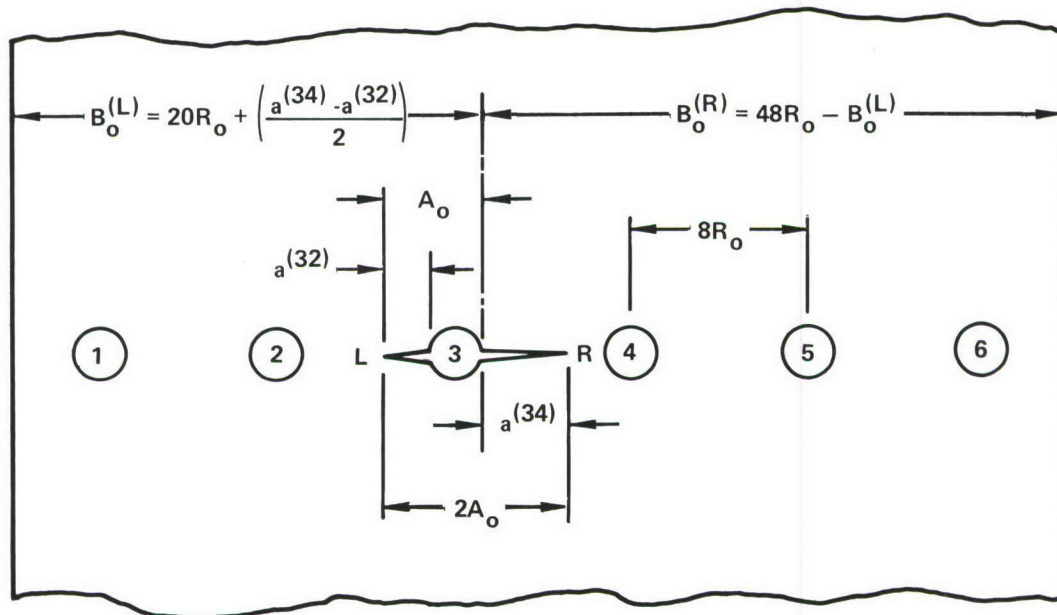 B_o^(L) = 20R_o + (a^(34) - a^(32) / 2)
B_o^(R) = 48R_o – B_o^(L)
A_o
8R_o
a^(32)
1 2 L 3 R 4 5 6
a^(34)
2A_o